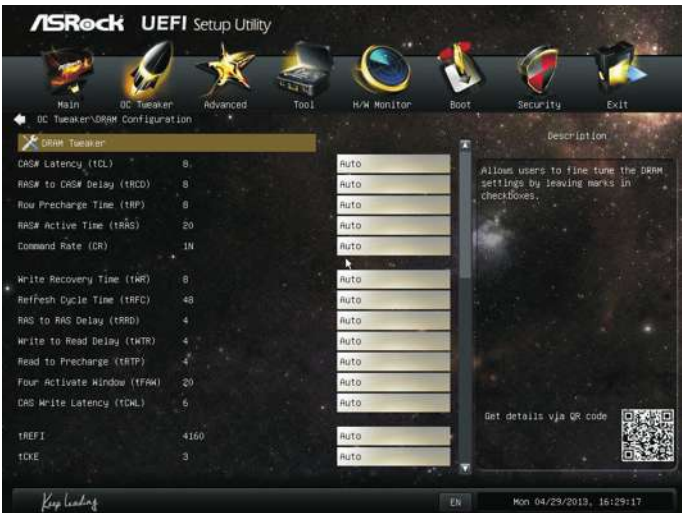 ASRock UEFI Setup Utility
Main OC Tweaker Advanced Tool H/W Monitor Boot Security Exit
OC Tweaker\DRAM Configuration
Description
DRAM Tweaker
CAS# Latency (tCL) 8 Auto
RAS# to CAS# Delay (tRCD) 8 Auto
Row Precharge Time (tRP) 8 Auto
RAS# Active Time (tRAS) 20 Auto
Command Rate (CR) 1N Auto
Write Recovery Time (tWR) 8 Auto
Refresh Cycle Time (tRFC) 48 Auto
RAS to RAS Delay (tRRD) 4 Auto
Write to Read Delay (tWTR) 4 Auto
Read to Precharge (tRTP) 4 Auto
Four Activate Window (tFAW) 20 Auto
CAS Write Latency (tCWL) 6 Auto
tREFI 4160 Auto
tCKE 3 Auto
Allows users to fine tune the DRAM
settings by leaving marks in
checkboxes.
Get details via QR code
Keep Leading
EN
Mon 04/29/2013, 16:29:17